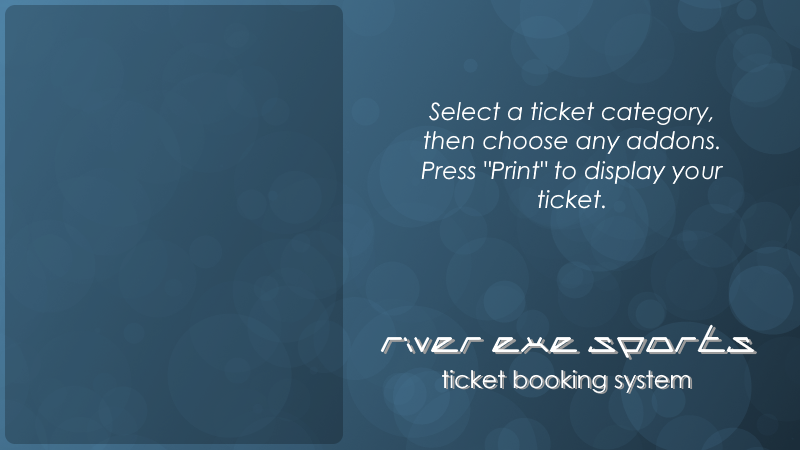 Select a ticket category,
then choose any addons.
Press "Print" to display your
ticket.
river exe sports
ticket booking system